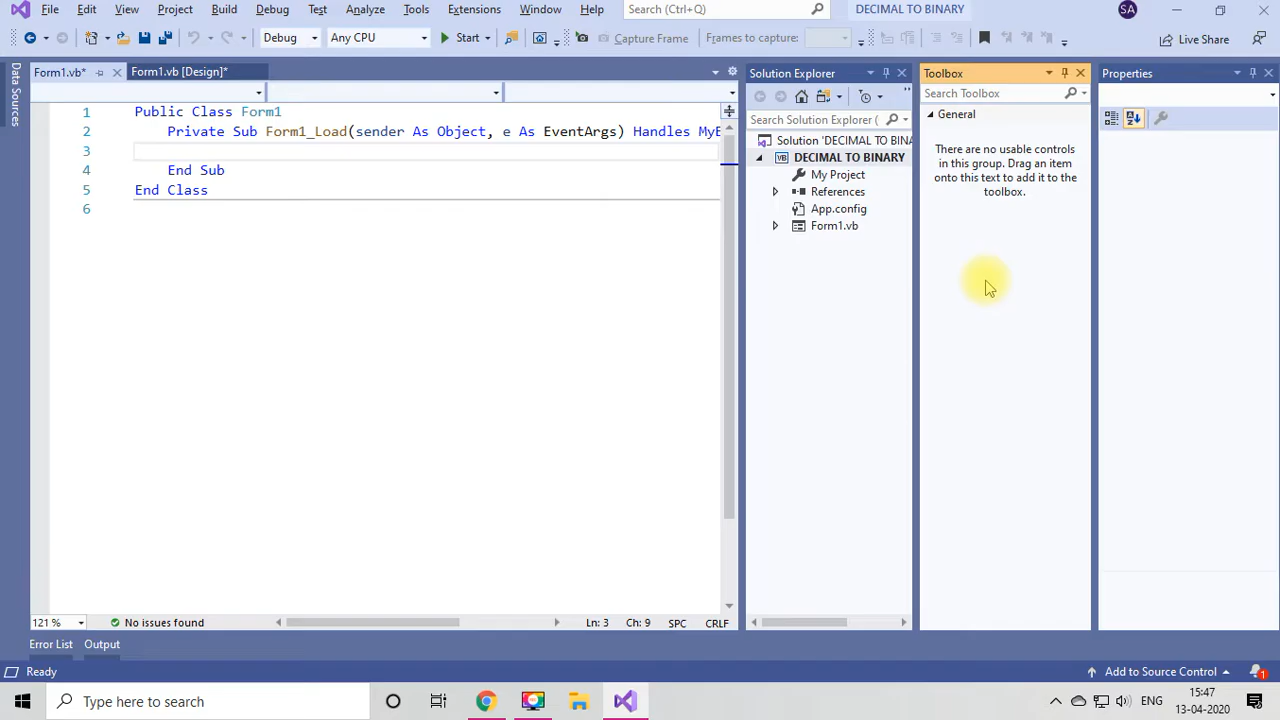 File Edit View Project Build Debug Test Analyze Tools Extensions Window Help Search (Ctrl+Q) DECIMAL TO BINARY SA
Debug Any CPU Start Capture Frame Frames to capture: Live Share
Data Sources
Form1.vb* Form1.vb [Design]*
1 Public Class Form1
2 Private Sub Form1_Load(sender As Object, e As EventArgs) Handles MyB
3
4 End Sub
5 End Class
6
121 % No issues found Ln: 3 Ch: 9 SPC CRLF
Solution Explorer
Search Solution Explorer (
Solution 'DECIMAL TO BINA
DECIMAL TO BINARY
My Project
References
App.config
Form1.vb
Toolbox
Search Toolbox
General
There are no usable controls
in this group. Drag an item
onto this text to add it to the
toolbox.
Properties
Error List Output
Ready Add to Source Control 1
Type here to search ENG 15:47
13-04-2020